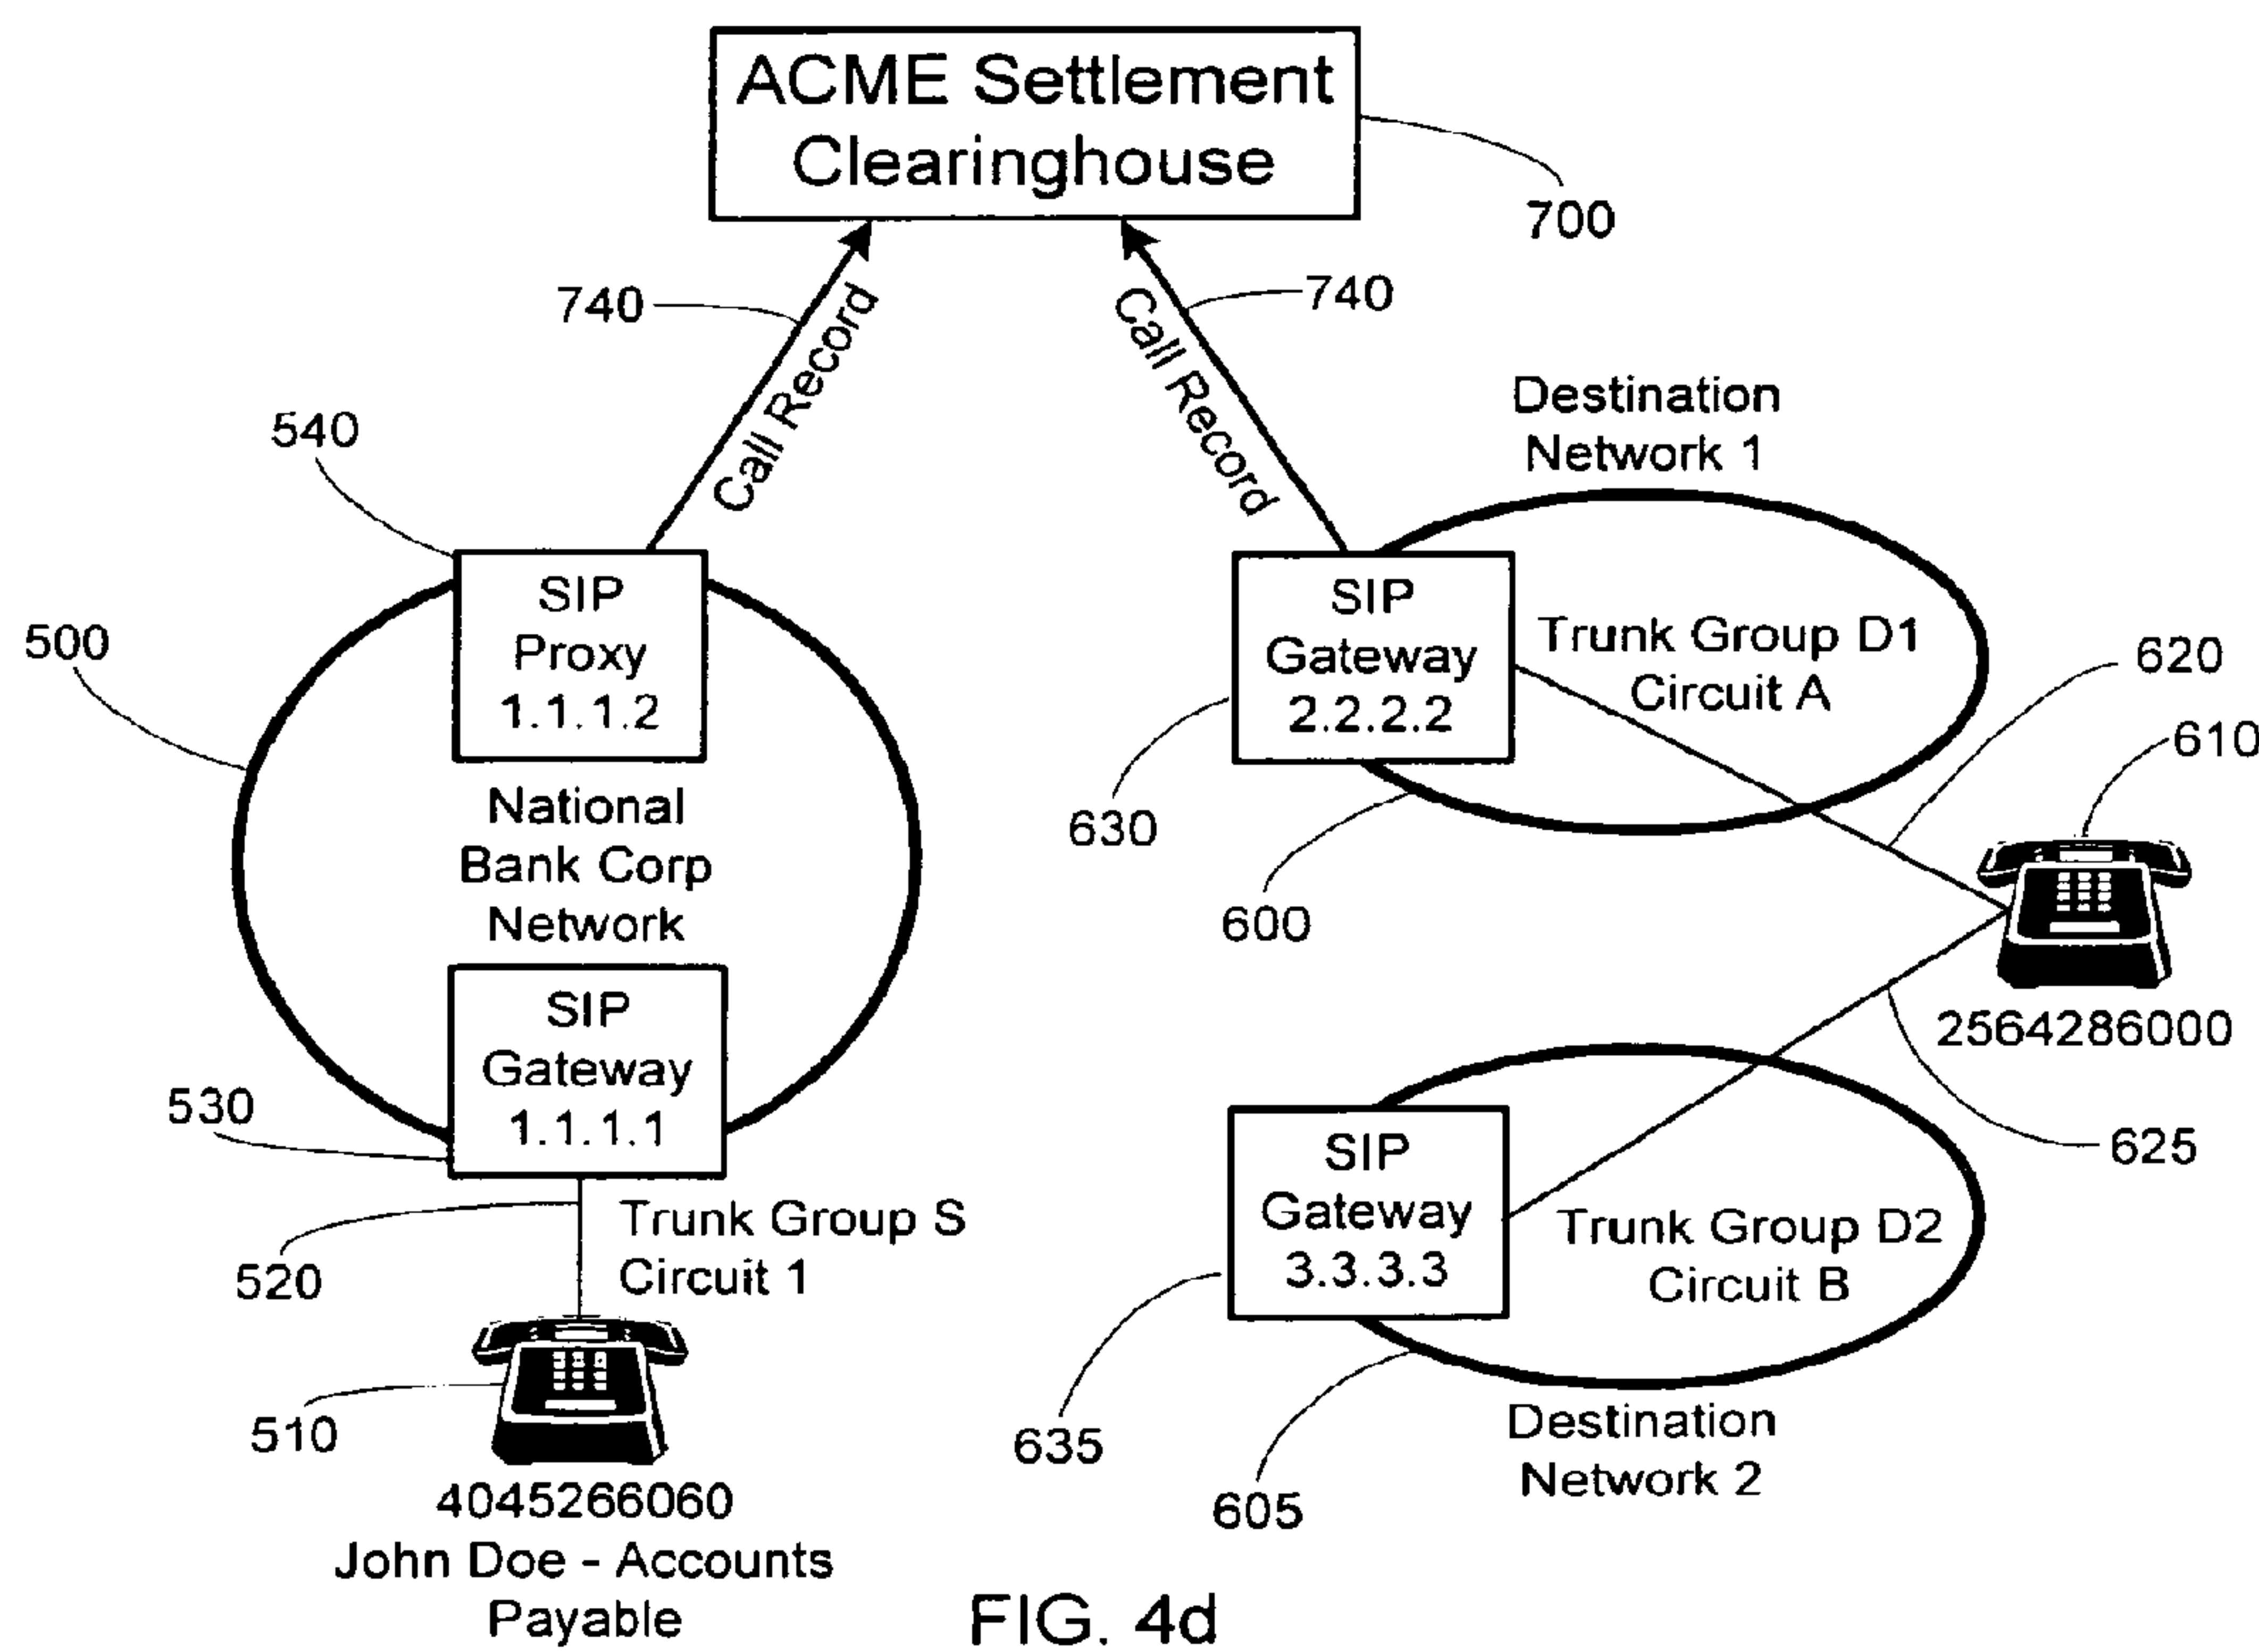 ACME Settlement
Clearinghouse
700
740
Call Record
740
Call Record
Destination
Network 1
540
500
SIP
Proxy
1.1.1.2
SIP
Gateway
2.2.2.2
Trunk Group D1
Circuit A
620
610
630
600
National
Bank Corp
Network
2564286000
530
SIP
Gateway
1.1.1.1
625
SIP
Gateway
3.3.3.3
Trunk Group D2
Circuit B
520
Trunk Group S
Circuit 1
510
635
605
Destination
Network 2
4045266060
John Doe - Accounts
Payable
FIG. 4d